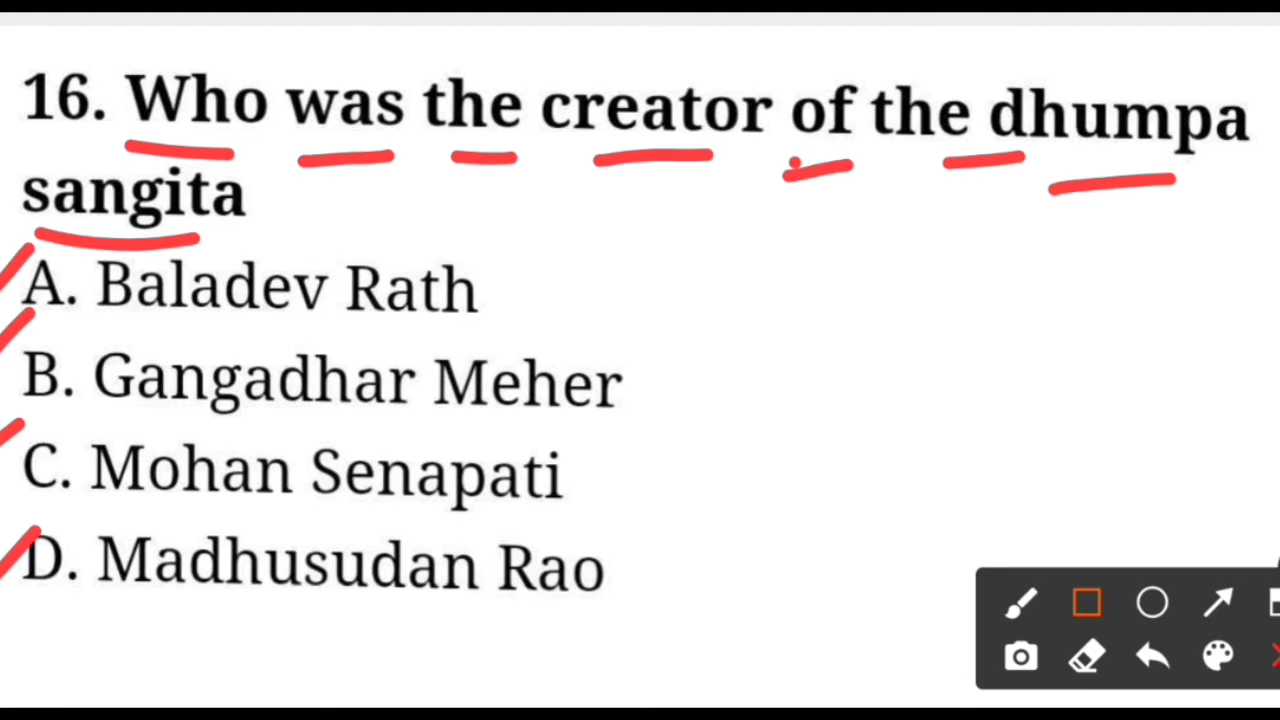 16. Who was the creator of the dhumpa
sangita
A. Baladev Rath
B. Gangadhar Meher
C. Mohan Senapati
D. Madhusudan Rao